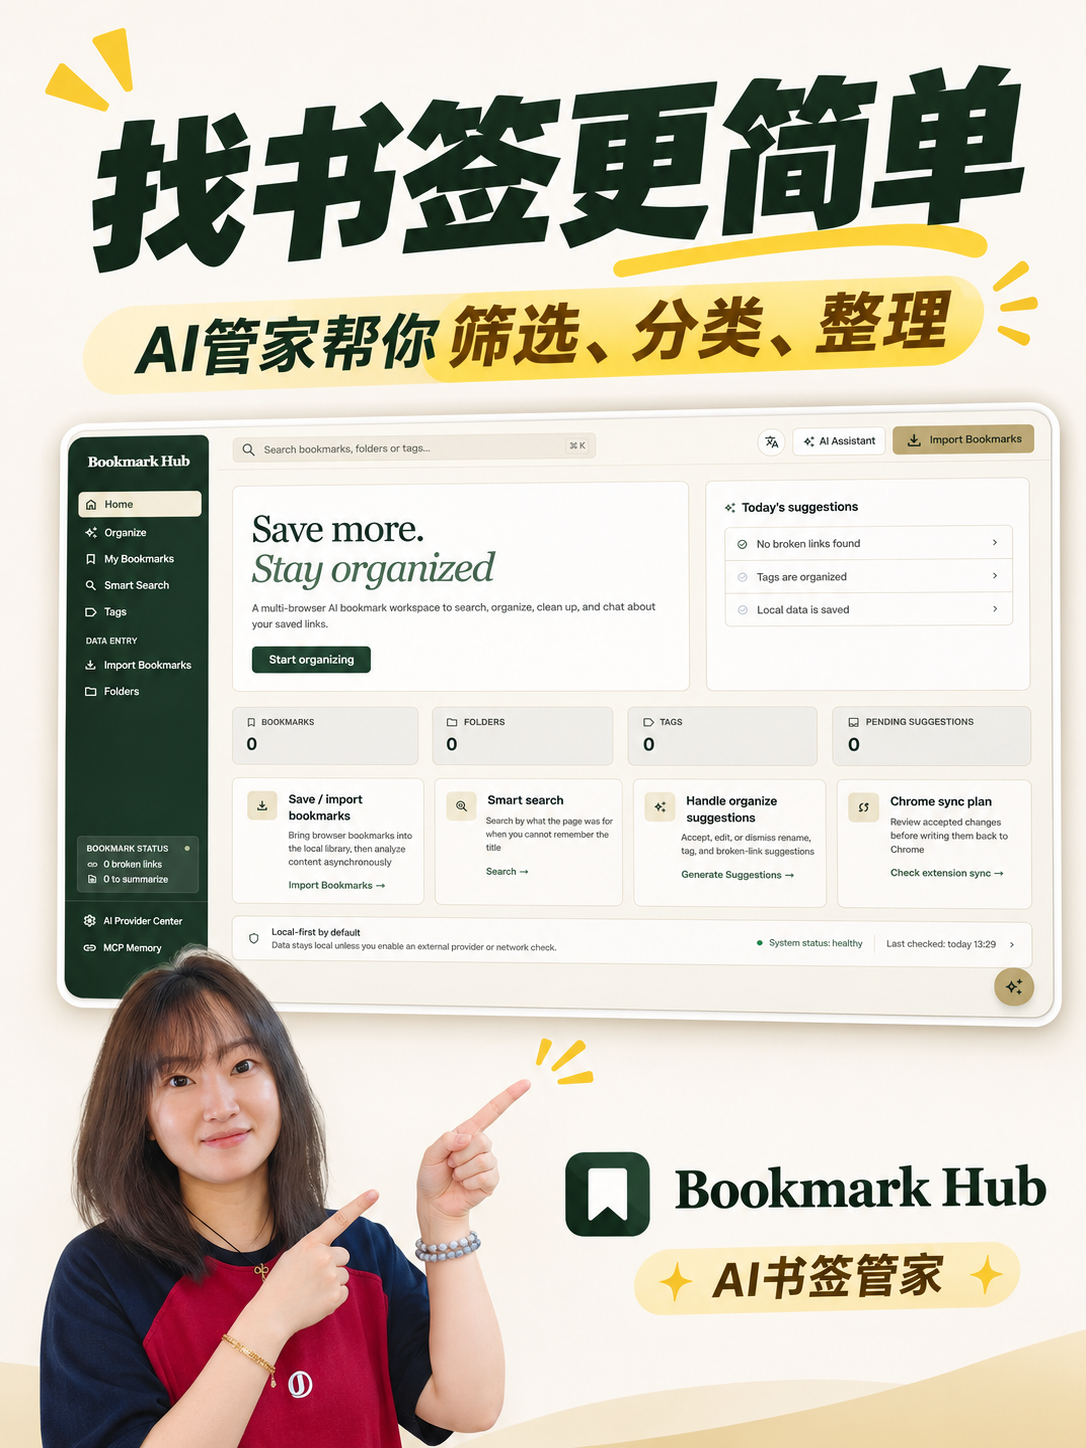 找书签更简单
AI管家帮你筛选、分类、整理
Bookmark Hub
Home
Organize
My Bookmarks
Smart Search
Tags
DATA ENTRY
Import Bookmarks
Folders
BOOKMARK STATUS
0 broken links
0 to summarize
AI Provider Center
MCP Memory
Search bookmarks, folders or tags...
⌘ K
AI Assistant
Import Bookmarks
Save more.
Stay organized
A multi-browser AI bookmark workspace to search, organize, clean up, and chat about
your saved links.
Start organizing
Today's suggestions
No broken links found
Tags are organized
Local data is saved
BOOKMARKS
0
FOLDERS
0
TAGS
0
PENDING SUGGESTIONS
0
Save / import
bookmarks
Bring browser bookmarks into
the local library, then analyze
content asynchronously
Import Bookmarks →
Smart search
Search by what the page was for
when you cannot remember the
title
Search →
Handle organize
suggestions
Accept, edit, or dismiss rename,
tag, and broken-link suggestions
Generate Suggestions →
Chrome sync plan
Review accepted changes
before writing them back to
Chrome
Check extension sync →
Local-first by default
Data stays local unless you enable an external provider or network check.
System status: healthy
Last checked: today 13:29
Bookmark Hub
AI书签管家